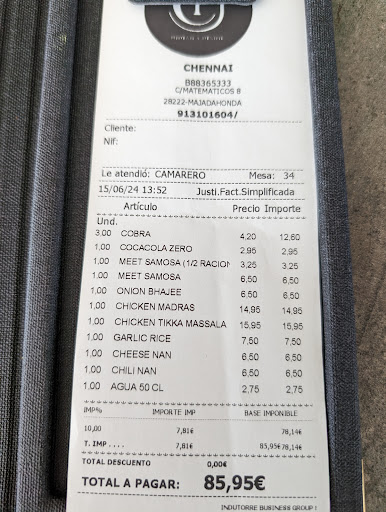 CHENNAI
B88365333
C/MATEMATICOS 8
28222-MAJADAHONDA
913101604/
Cliente:
Nif:
Le atendió: CAMARERO Mesa: 34
15/06/24 13:52 Justi.Fact.Simplificada
Artículo Precio Importe
Und.
3,00 COBRA 4,20 12,60
1,00 COCACOLA ZERO 2,95 2,95
1,00 MEET SAMOSA (1/2 RACION 3,25 3,25
1,00 MEET SAMOSA 6,50 6,50
1,00 ONION BHAJEE 6,50 6,50
1,00 CHICKEN MADRAS 14,95 14,95
1,00 CHICKEN TIKKA MASSALA 15,95 15,95
1,00 GARLIC RICE 7,50 7,50
1,00 CHEESE NAN 6,50 6,50
1,00 CHILI NAN 6,50 6,50
1,00 AGUA 50 CL 2,75 2,75
IMP% IMPORTE IMP BASE IMPONIBLE
10,00 7,81€ 78,14€
T. IMP .... 7,81€ 85,95€78,14€
TOTAL DESCUENTO 0,00€
TOTAL A PAGAR: 85,95€
INDUTORRE BUSINESS GROUP !